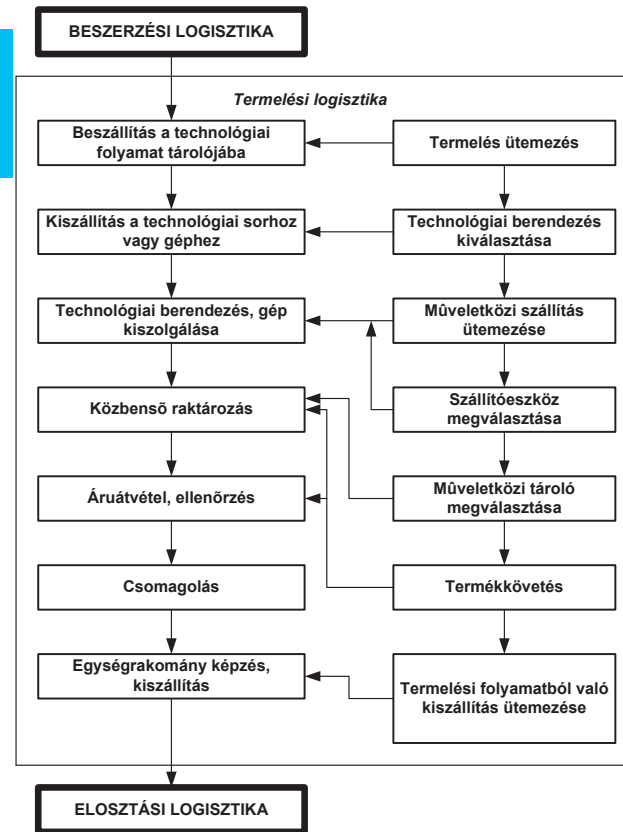 BESZERZÉSI LOGISZTIKA
Termelési logisztika
Beszállítás a technológiai
folyamat tárolójába
Termelés ütemezés
Kiszállítás a technológiai sorhoz
vagy géphez
Technológiai berendezés
kiválasztása
Technológiai berendezés, gép
kiszolgálása
Mûveletközi szállítás
ütemezése
Közbensõ raktározás
Szállítóeszköz
megválasztása
Áruátvétel, ellenõrzés
Mûveletközi tároló
megválasztása
Csomagolás
Termékkövetés
Egységrakomány képzés,
kiszállítás
Termelési folyamatból való
kiszállítás ütemezése
ELOSZTÁSI LOGISZTIKA